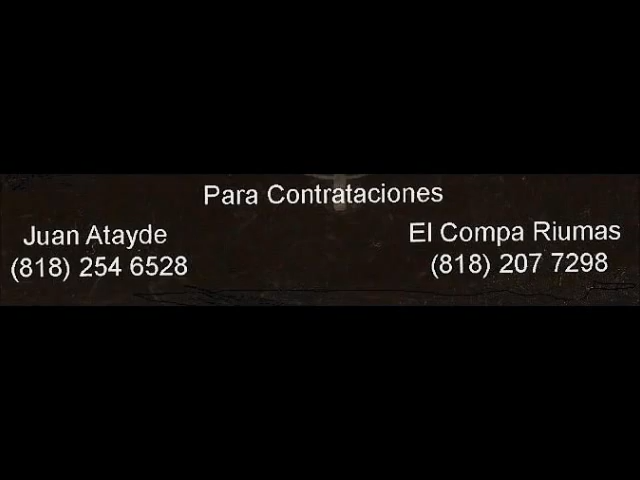 Para Contrataciones
Juan Atayde
(818) 254 6528
El Compa Riumas
(818) 207 7298